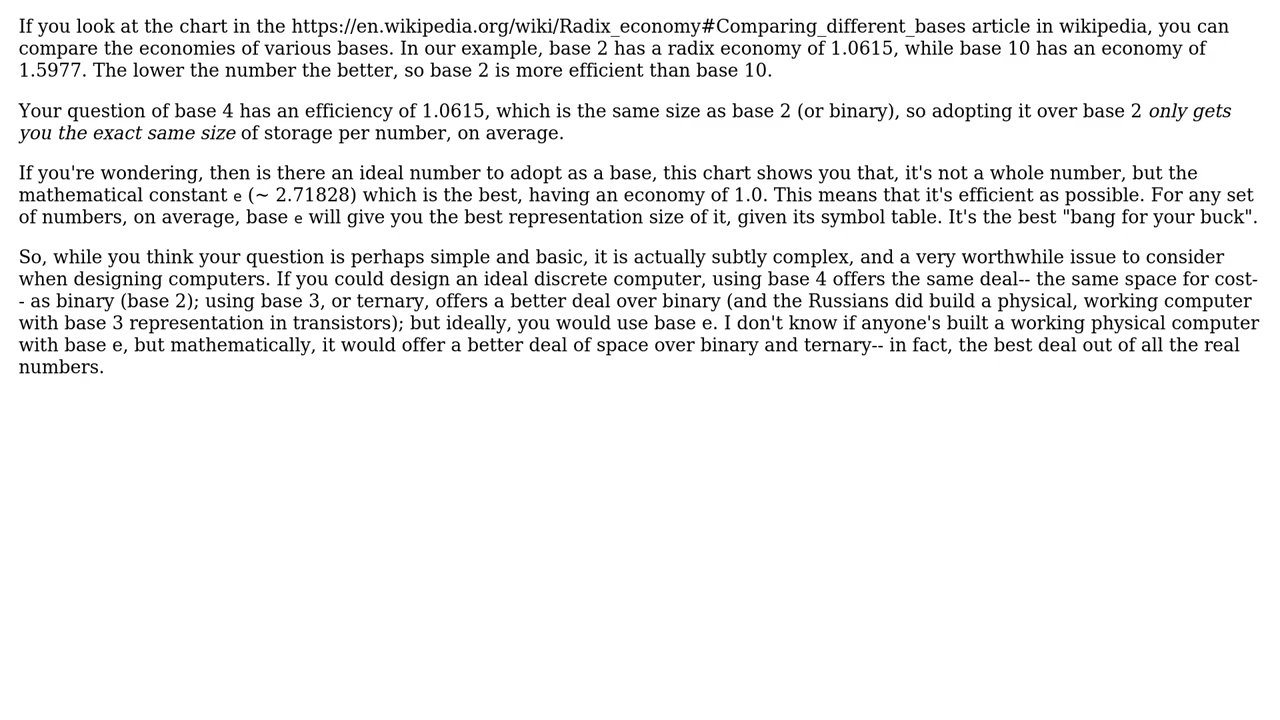 If you look at the chart in the https://en.wikipedia.org/wiki/Radix_economy#Comparing_different_bases article in wikipedia, you can
compare the economies of various bases. In our example, base 2 has a radix economy of 1.0615, while base 10 has an economy of
1.5977. The lower the number the better, so base 2 is more efficient than base 10.
Your question of base 4 has an efficiency of 1.0615, which is the same size as base 2 (or binary), so adopting it over base 2 only gets
you the exact same size of storage per number, on average.
If you're wondering, then is there an ideal number to adopt as a base, this chart shows you that, it's not a whole number, but the
mathematical constant e (~ 2.71828) which is the best, having an economy of 1.0. This means that it's efficient as possible. For any set
of numbers, on average, base e will give you the best representation size of it, given its symbol table. It's the best "bang for your buck".
So, while you think your question is perhaps simple and basic, it is actually subtly complex, and a very worthwhile issue to consider
when designing computers. If you could design an ideal discrete computer, using base 4 offers the same deal-- the same space for cost-
- as binary (base 2); using base 3, or ternary, offers a better deal over binary (and the Russians did build a physical, working computer
with base 3 representation in transistors); but ideally, you would use base e. I don't know if anyone's built a working physical computer
with base e, but mathematically, it would offer a better deal of space over binary and ternary-- in fact, the best deal out of all the real
numbers.